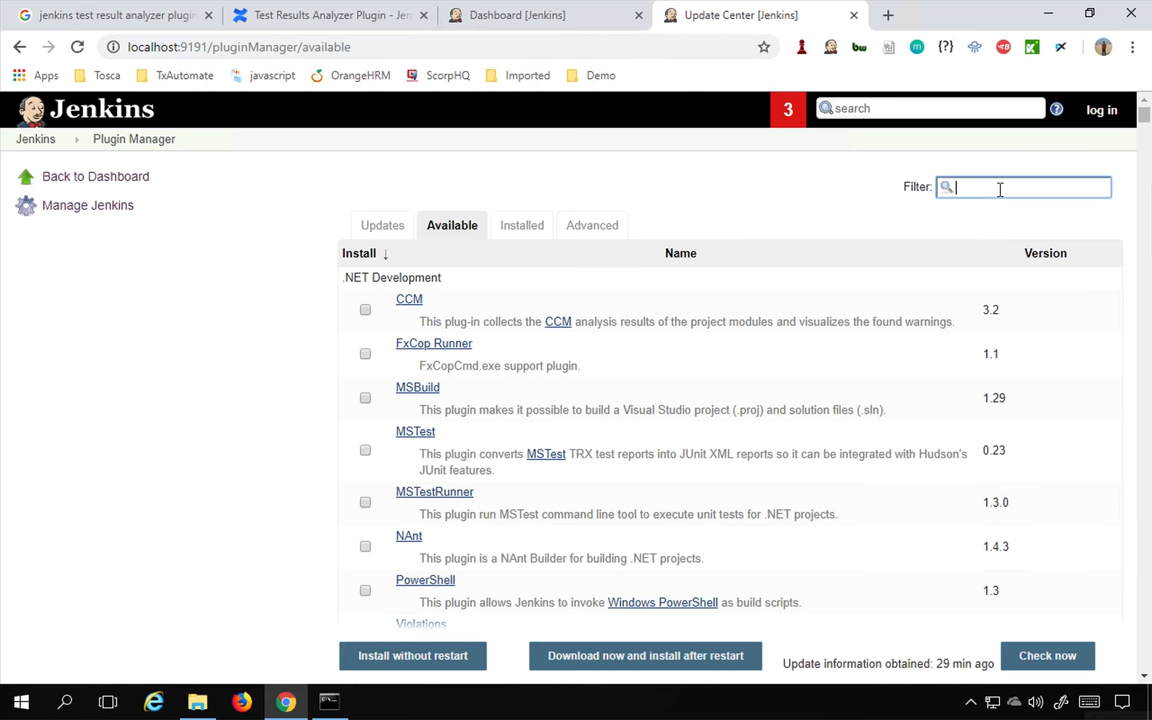 jenkins test result analyzer plugin
Test Results Analyzer Plugin - Jen
Dashboard [Jenkins]
Update Center [Jenkins]
localhost:9191/pluginManager/available
Apps
Tosca
TxAutomate
javascript
OrangeHRM
ScorpHQ
Imported
Demo
Jenkins
3
search
log in
Jenkins
Plugin Manager
Back to Dashboard
Manage Jenkins
Filter:
Updates
Available
Installed
Advanced
Install ↓
Name
Version
.NET Development
CCM
This plug-in collects the CCM analysis results of the project modules and visualizes the found warnings.
3.2
FxCop Runner
FxCopCmd.exe support plugin.
1.1
MSBuild
This plugin makes it possible to build a Visual Studio project (.proj) and solution files (.sln).
1.29
MSTest
This plugin converts MSTest TRX test reports into JUnit XML reports so it can be integrated with Hudson's
JUnit features.
0.23
MSTestRunner
This plugin run MSTest command line tool to execute unit tests for .NET projects.
1.3.0
NAnt
This plugin is a NAnt Builder for building .NET projects.
1.4.3
PowerShell
This plugin allows Jenkins to invoke Windows PowerShell as build scripts.
1.3
Violations
Install without restart
Download now and install after restart
Update information obtained: 29 min ago
Check now